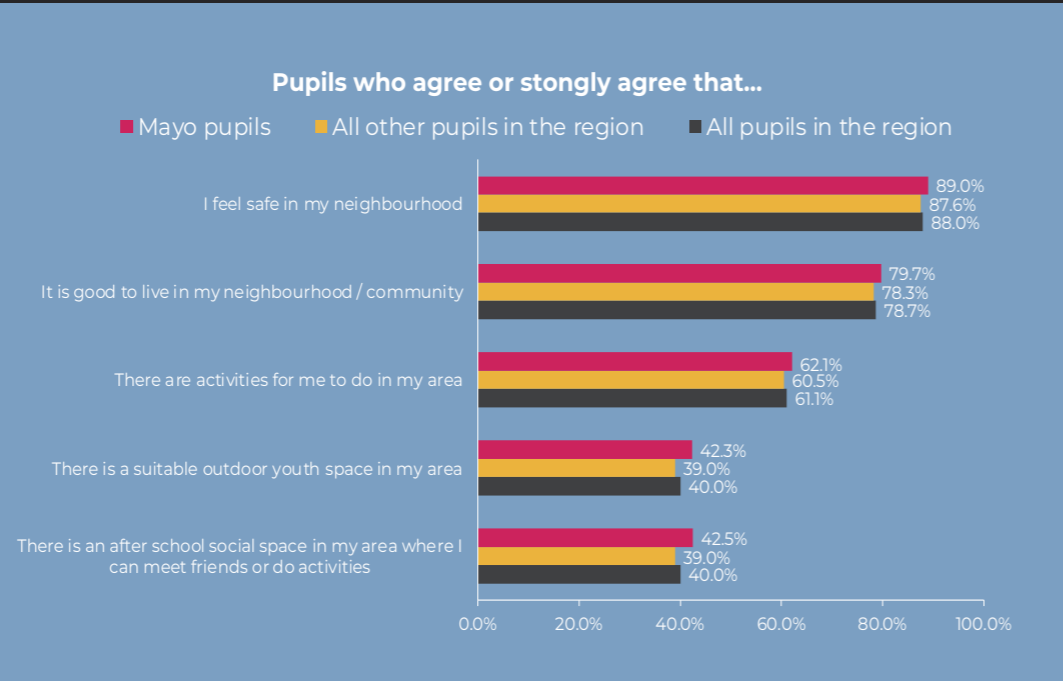 Pupils who agree or stongly agree that...
Mayo pupils
All other pupils in the region
All pupils in the region
I feel safe in my neighbourhood
89.0%
87.6%
88.0%
It is good to live in my neighbourhood / community
79.7%
78.3%
78.7%
There are activities for me to do in my area
62.1%
60.5%
61.1%
There is a suitable outdoor youth space in my area
42.3%
39.0%
40.0%
There is an after school social space in my area where I
can meet friends or do activities
42.5%
39.0%
40.0%
0.0%
20.0%
40.0%
60.0%
80.0%
100.0%